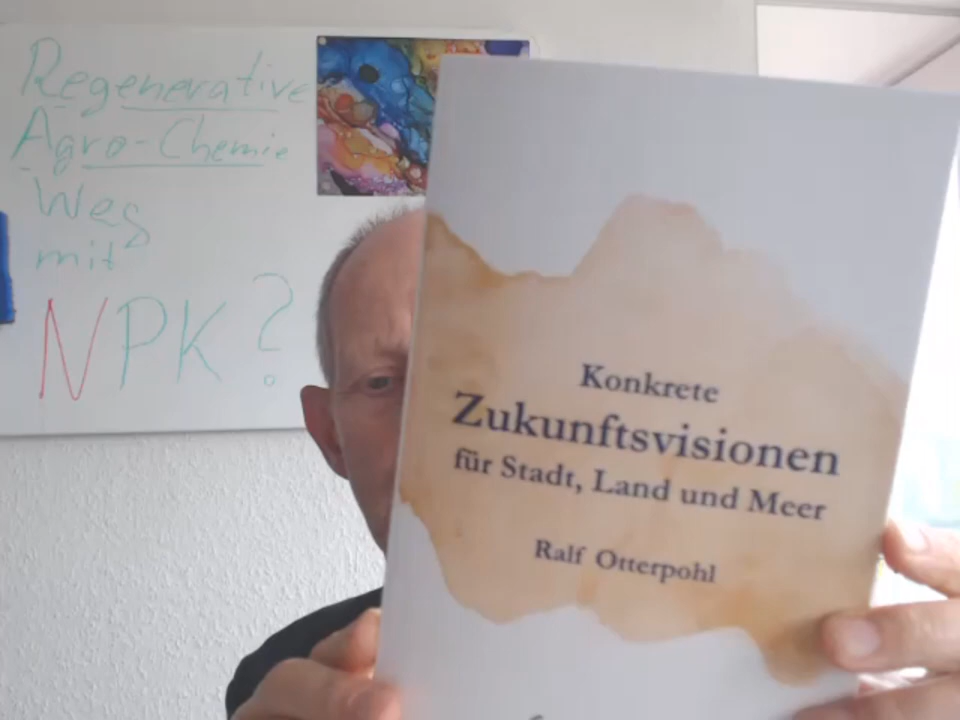 Regenerative
Agro-Chemie
Weg
mit
NPK?
Konkrete
Zukunftsvisionen
für Stadt, Land und Meer
Ralf Otterpohl